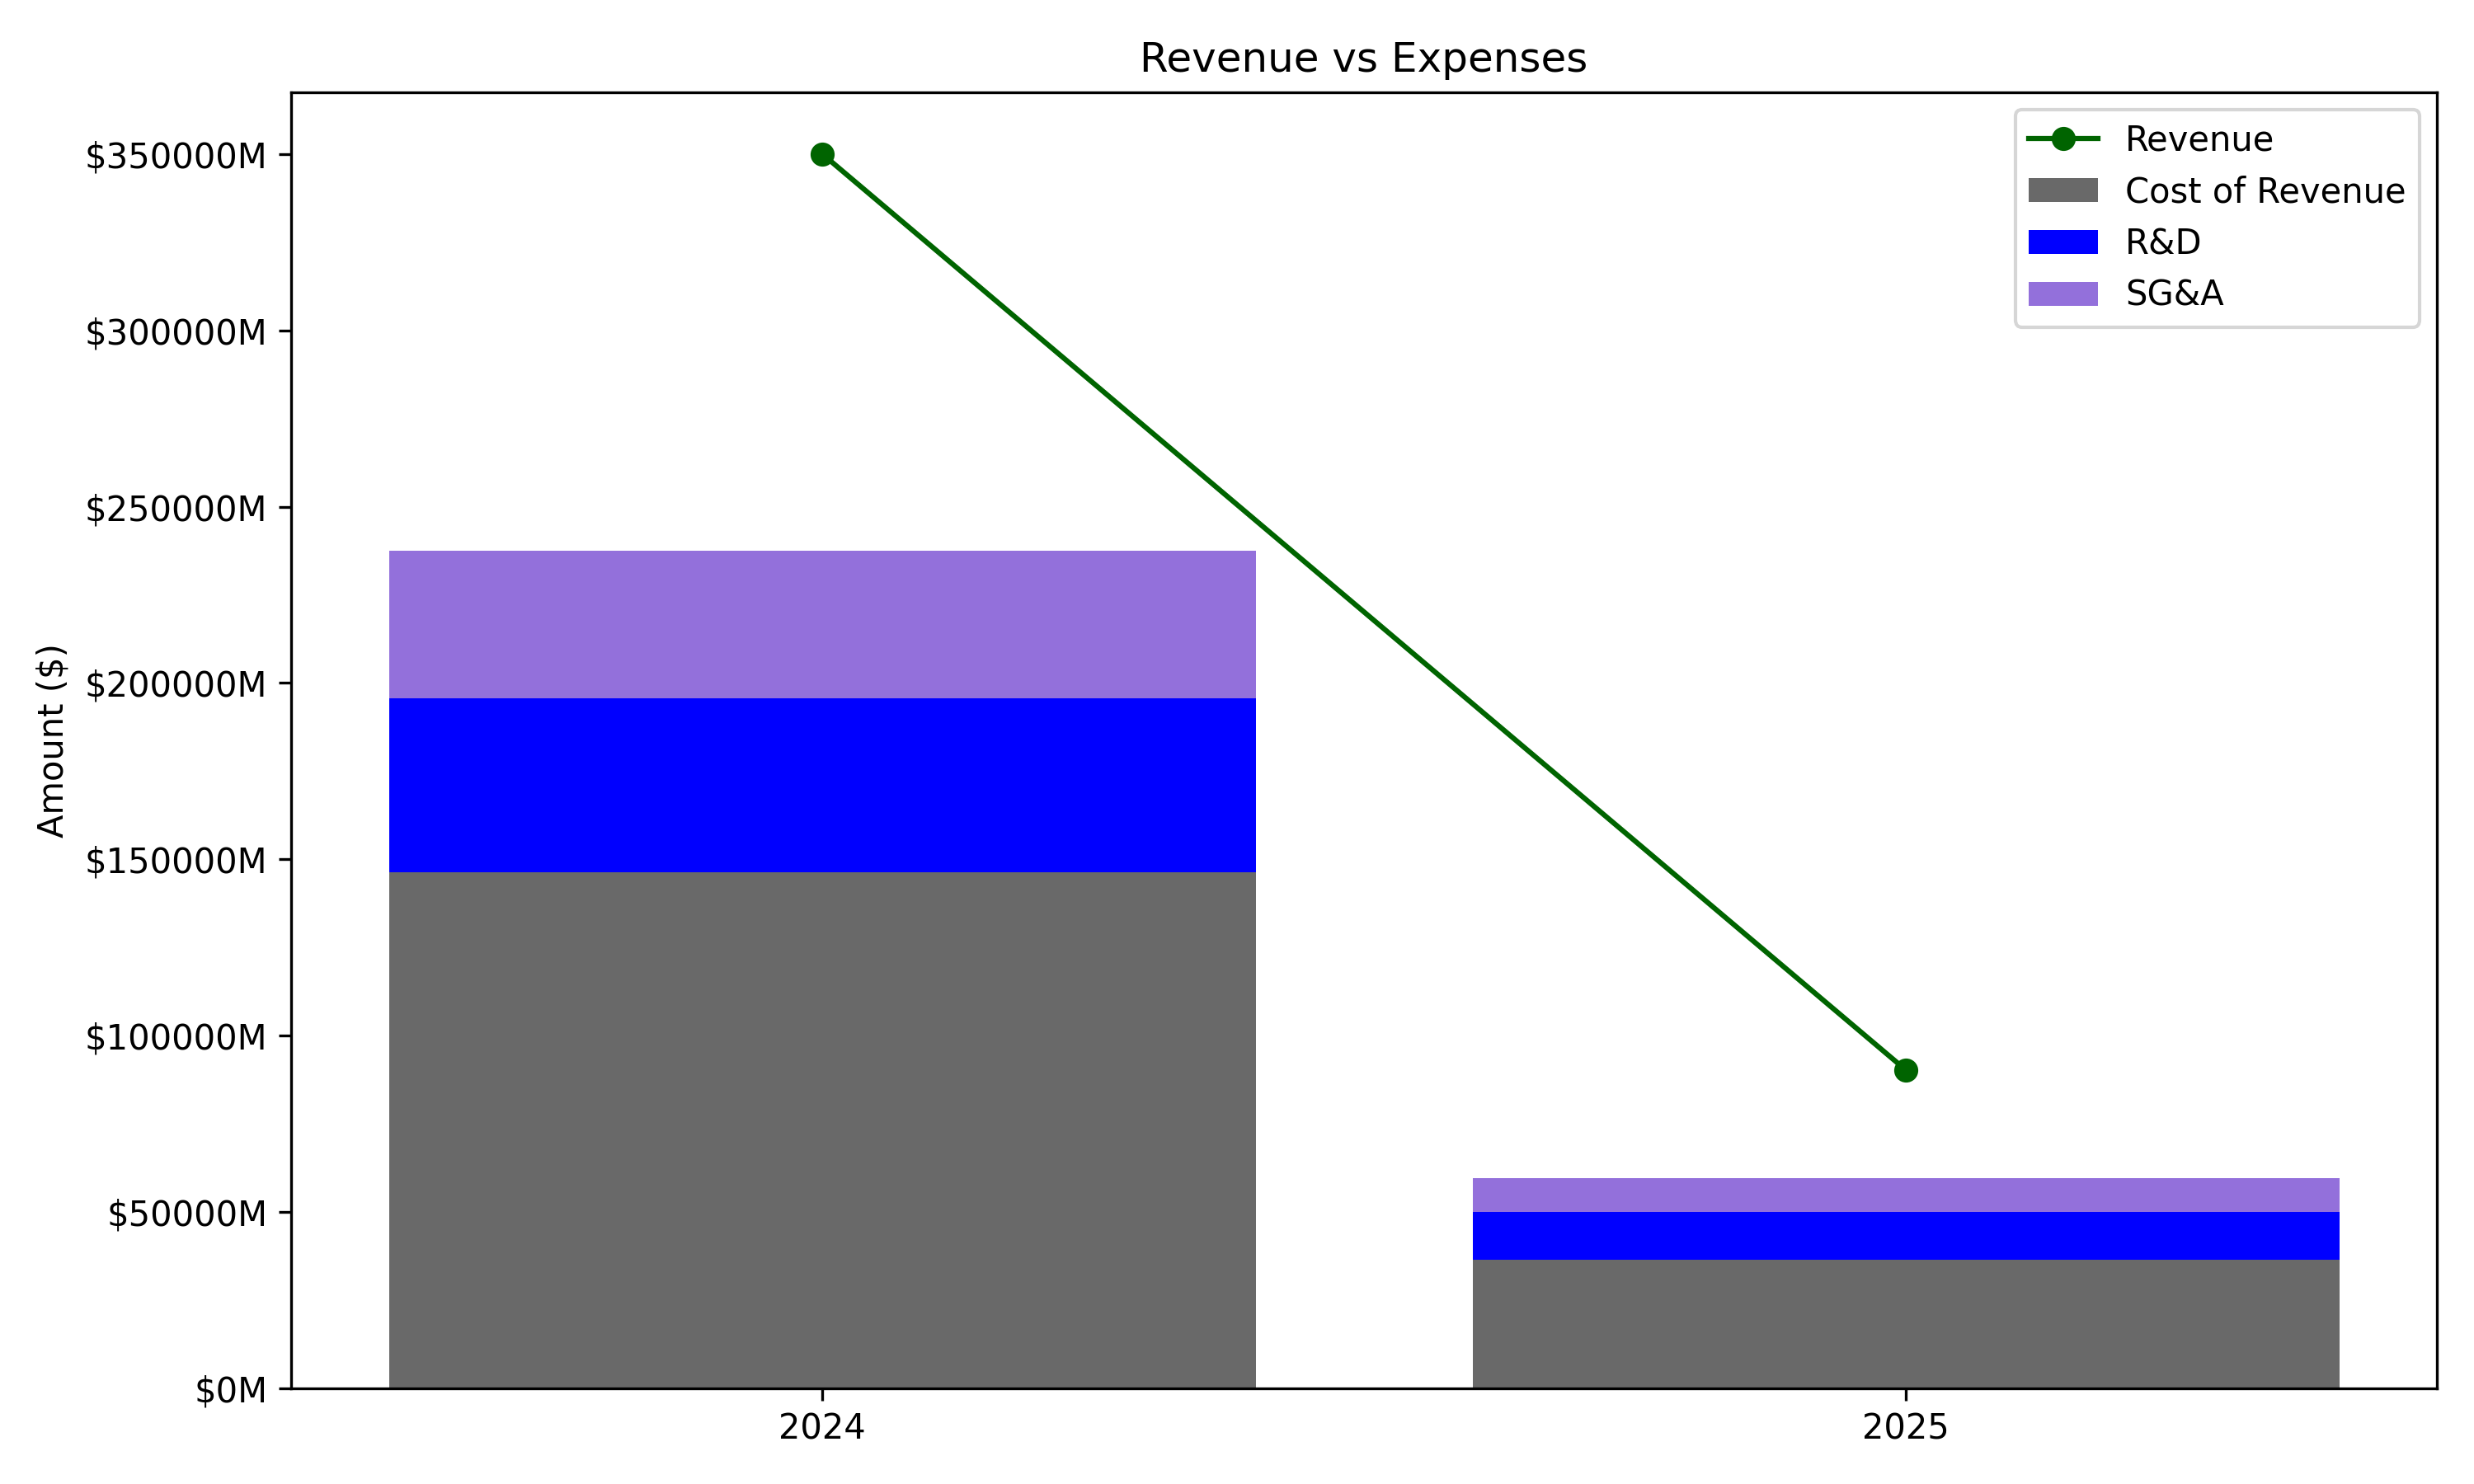 Revenue vs Expenses
Revenue
Cost of Revenue
R&D
SG&A
Amount ($)
$350000M
$300000M
$250000M
$200000M
$150000M
$100000M
$50000M
$0M
2024
2025